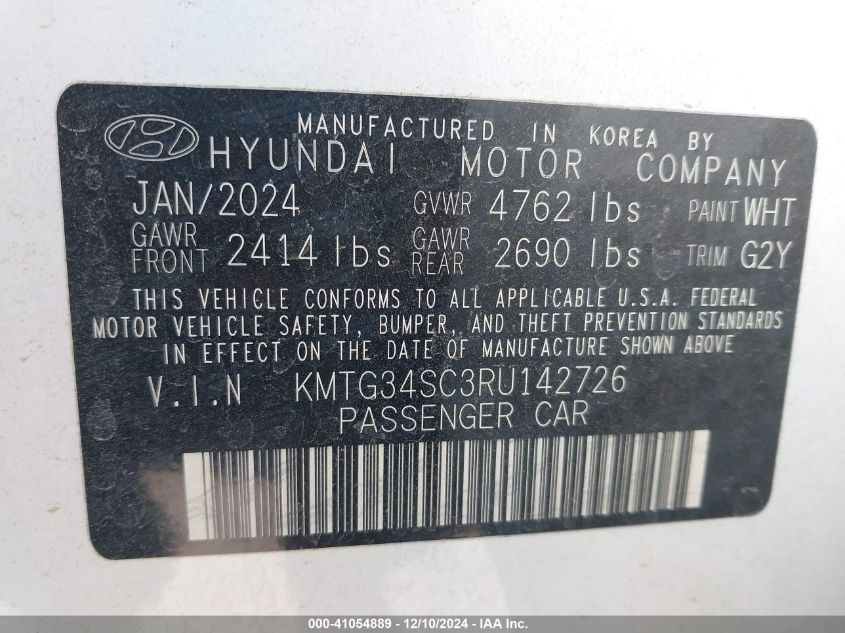 MANUFACTURED IN KOREA BY
HYUNDAI MOTOR COMPANY
JAN/2024 GVWR 4762 lbs PAINT WHT
GAWR FRONT 2414 lbs GAWR REAR 2690 lbs TRIM G2Y
THIS VEHICLE CONFORMS TO ALL APPLICABLE U.S.A. FEDERAL
MOTOR VEHICLE SAFETY, BUMPER, AND THEFT PREVENTION STANDARDS
IN EFFECT ON THE DATE OF MANUFACTURE SHOWN ABOVE
V.I.N KMTG34SC3RU142726
PASSENGER CAR
3
000-41054889 - 12/10/2024 - IAA Inc.